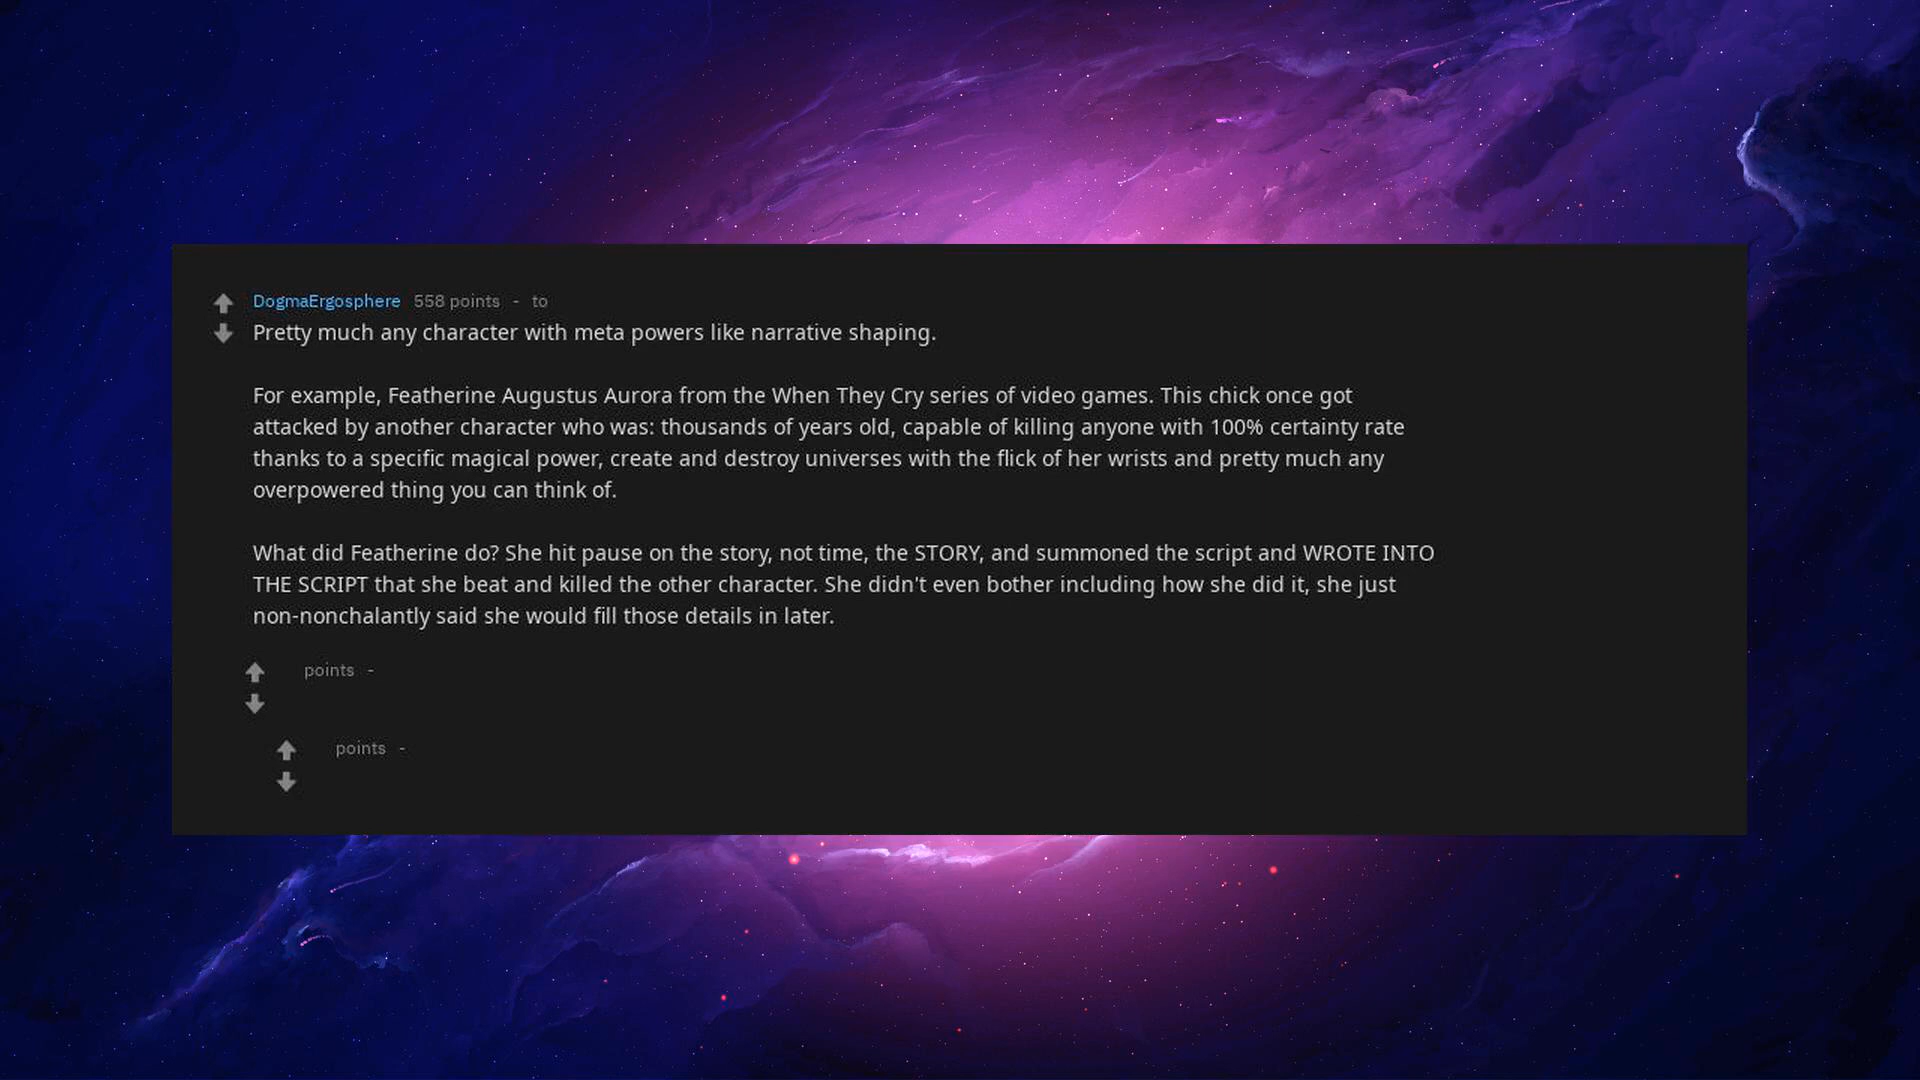 DogmaErgosphere 558 points - to
Pretty much any character with meta powers like narrative shaping.
For example, Featherine Augustus Aurora from the When They Cry series of video games. This chick once got
attacked by another character who was: thousands of years old, capable of killing anyone with 100% certainty rate
thanks to a specific magical power, create and destroy universes with the flick of her wrists and pretty much any
overpowered thing you can think of.
What did Featherine do? She hit pause on the story, not time, the STORY, and summoned the script and WROTE INTO
THE SCRIPT that she beat and killed the other character. She didn't even bother including how she did it, she just
non-nonchalantly said she would fill those details in later.
points -
points -